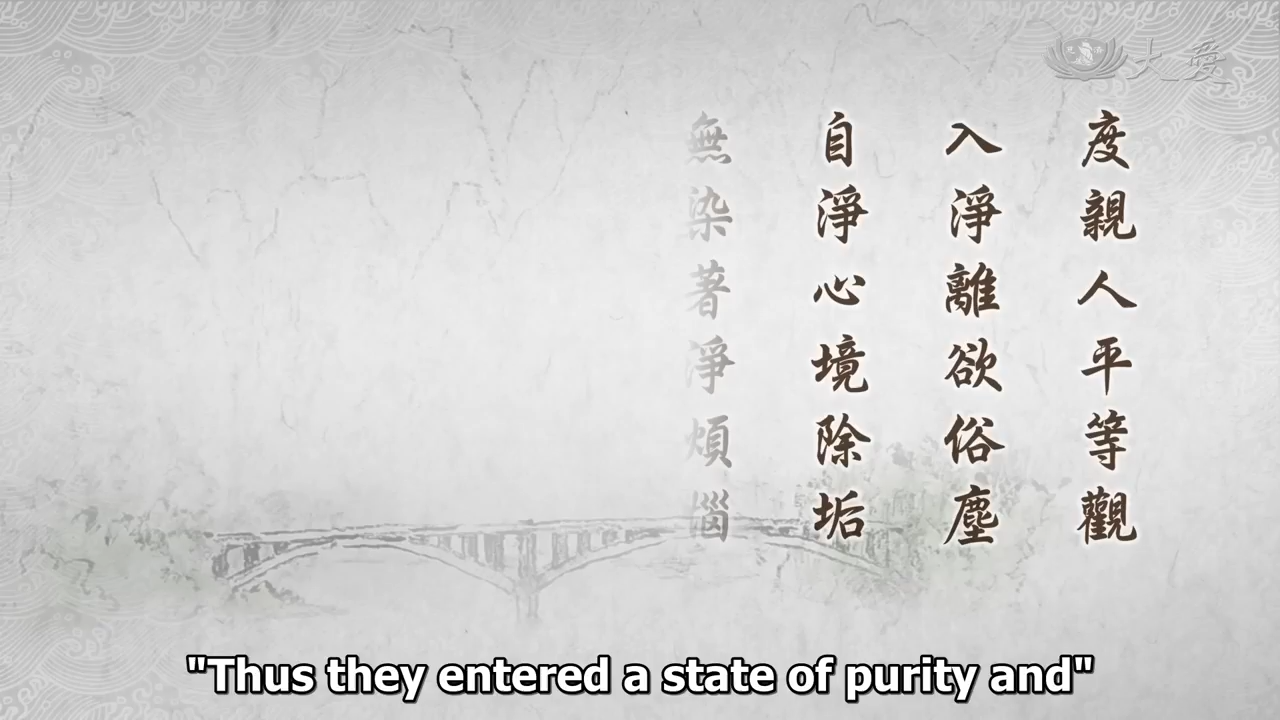 大愛
度親人平等觀
入淨離欲俗塵
自淨心境除垢
無染著淨煩惱
"Thus they entered a state of purity and"